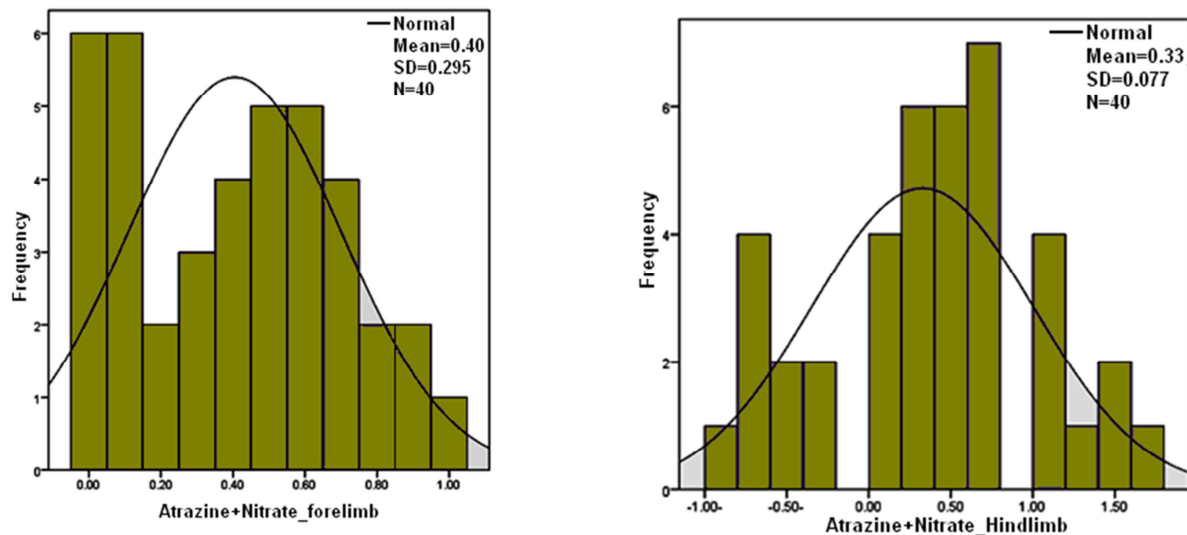 Normal
Mean=0.40
SD=0.295
N=40
Frequency
6
5
4
3
2
1
0
0.00 0.20 0.40 0.60 0.80 1.00
Atrazine+Nitrate_forelimb
Normal
Mean=0.33
SD=0.077
N=40
Frequency
6
4
2
0
-1.00- -0.50- 0.00 0.50 1.00 1.50
Atrazine+Nitrate_Hindlimb